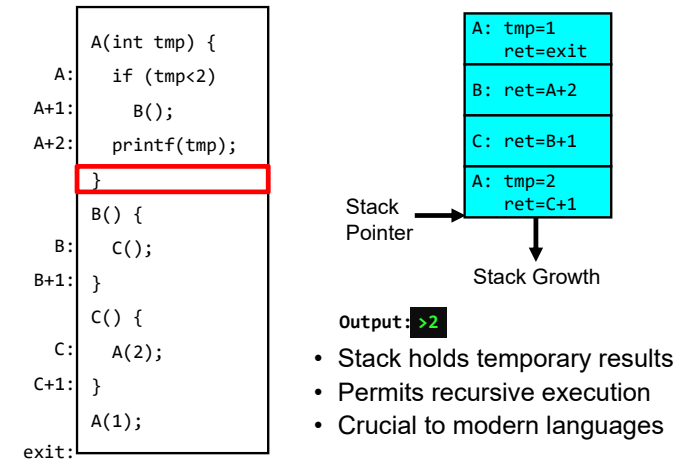 A(int tmp) {
A: if (tmp<2)
A+1: B();
A+2: printf(tmp);
}
B() {
B: C();
B+1: }
C() {
C: A(2);
C+1: }
A(1);
exit:
A: tmp=1
ret=exit
B: ret=A+2
C: ret=B+1
A: tmp=2
ret=C+1
Stack
Pointer
Stack Growth
Output: >2
• Stack holds temporary results
• Permits recursive execution
• Crucial to modern languages